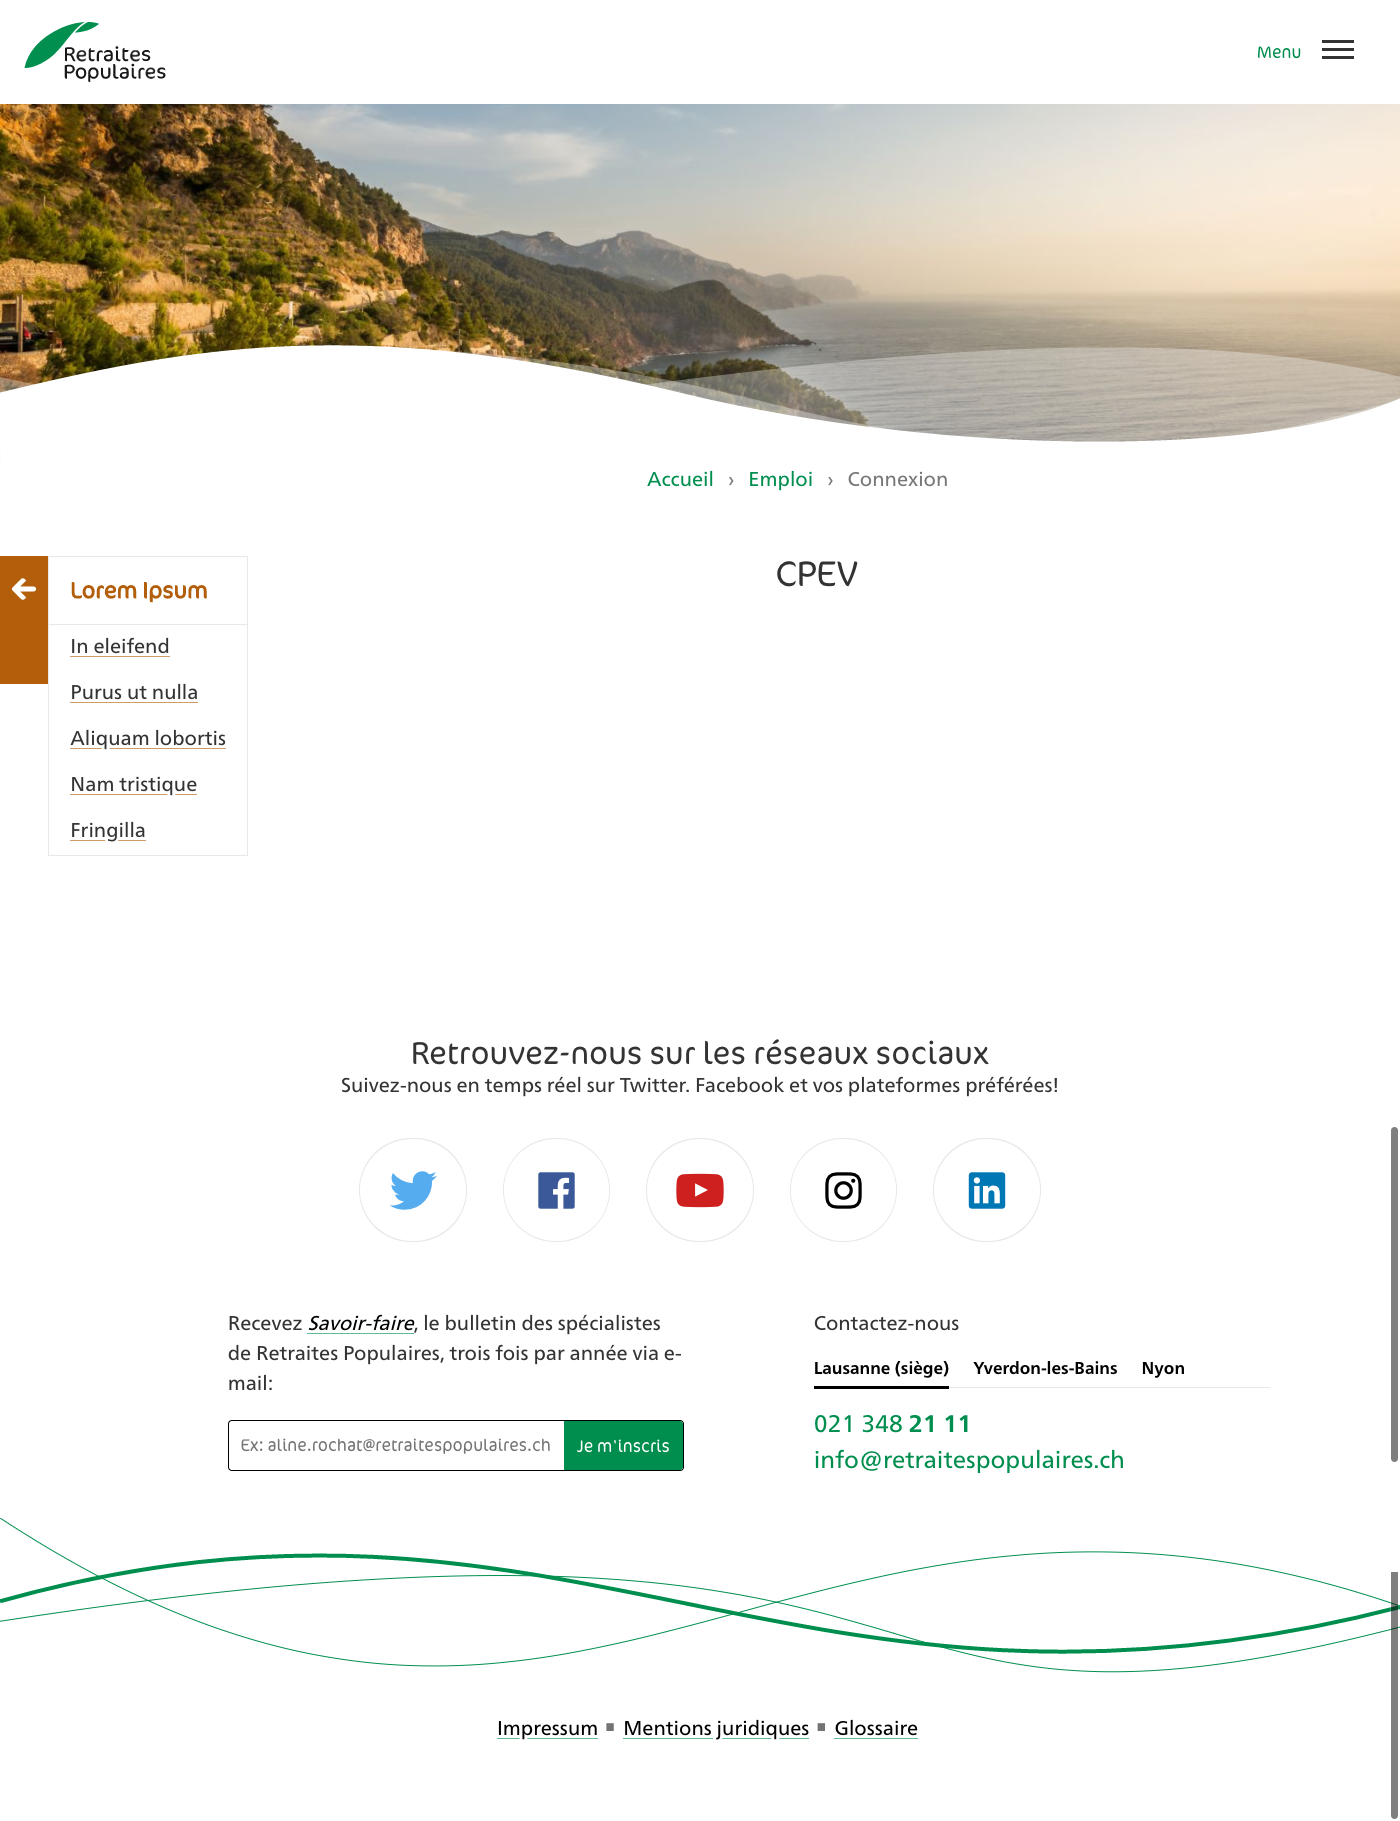 Retraites
Populaires
Menu
Accueil › Emploi › Connexion
CPEV
Lorem Ipsum
In eleifend
Purus ut nulla
Aliquam lobortis
Nam tristique
Fringilla
Retrouvez-nous sur les réseaux sociaux
Suivez-nous en temps réel sur Twitter. Facebook et vos plateformes préférées!
Recevez Savoir-faire, le bulletin des spécialistes
de Retraites Populaires, trois fois par année via e-
mail:
Ex: aline.rochat@retraitespopulaires.ch
Je m'inscris
Contactez-nous
Lausanne (siège) Yverdon-les-Bains Nyon
021 348 21 11
info@retraitespopulaires.ch
Impressum ▪ Mentions juridiques ▪ Glossaire